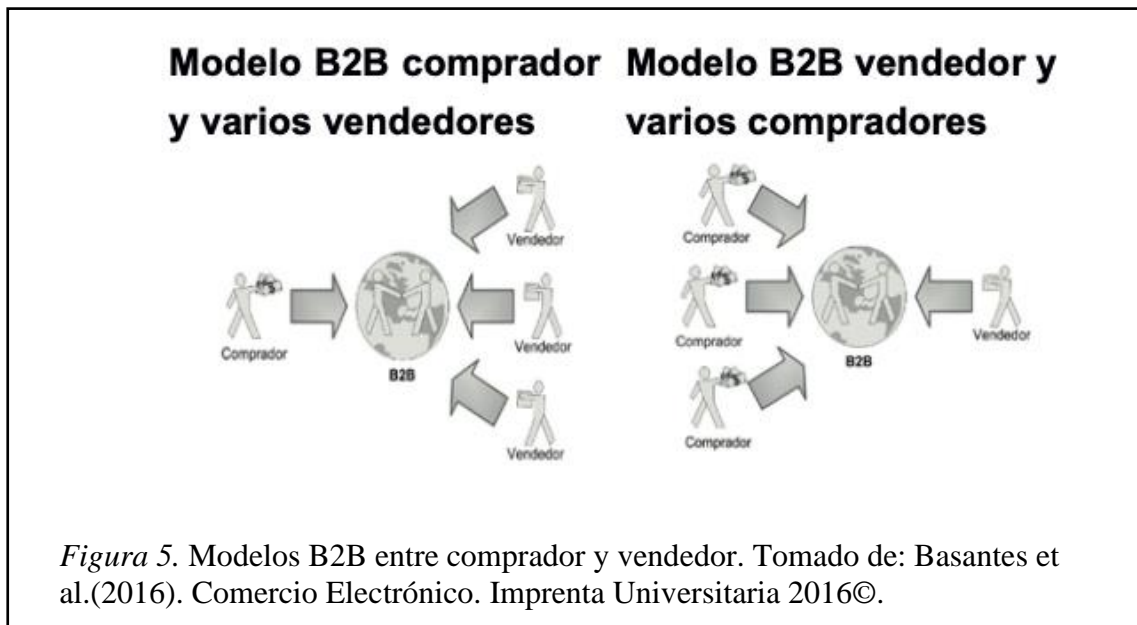 Modelo B2B comprador
y varios vendedores
Modelo B2B vendedor y
varios compradores
Vendedor
Comprador
Vendedor
B2B
Vendedor
Comprador
Comprador
Vendedor
B2B
Comprador
Figura 5. Modelos B2B entre comprador y vendedor. Tomado de: Basantes et
al.(2016). Comercio Electrónico. Imprenta Universitaria 2016©.